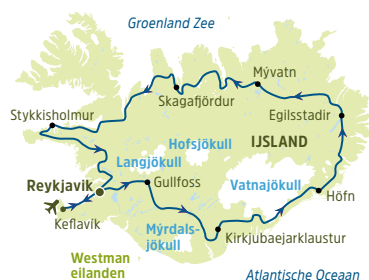 Groenland Zee
Mývatn
Skagafjördur
Stykkisholmur
Egilsstadir
Hofsjökull
IJSLAND
Langjökull
Reykjavik
Gullfoss
Vatnajökull
Höfn
Keflavík
Mýrdals-
jökull
Kirkjubaejarklaustur
Westman
eilanden
Atlantische Oceaan